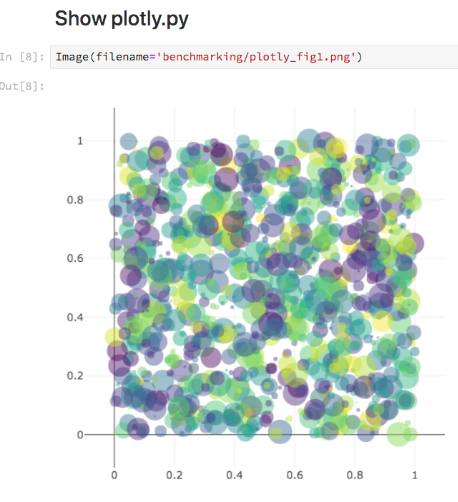 Show plotly.py
In [8]: Image(filename='benchmarking/plotly_fig1.png')
Out[8]:
1
0.8
0.6
0.4
0.2
0
0 0.2 0.4 0.6 0.8 1